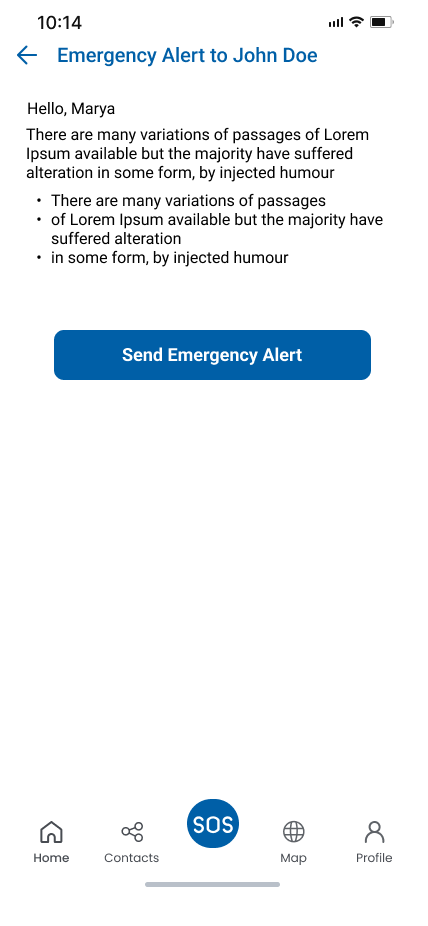 10:14
Emergency Alert to John Doe
Hello, Marya
There are many variations of passages of Lorem
Ipsum available but the majority have suffered
alteration in some form, by injected humour
• There are many variations of passages
• of Lorem Ipsum available but the majority have
suffered alteration
• in some form, by injected humour
Send Emergency Alert
SOS
Home Contacts Map Profile